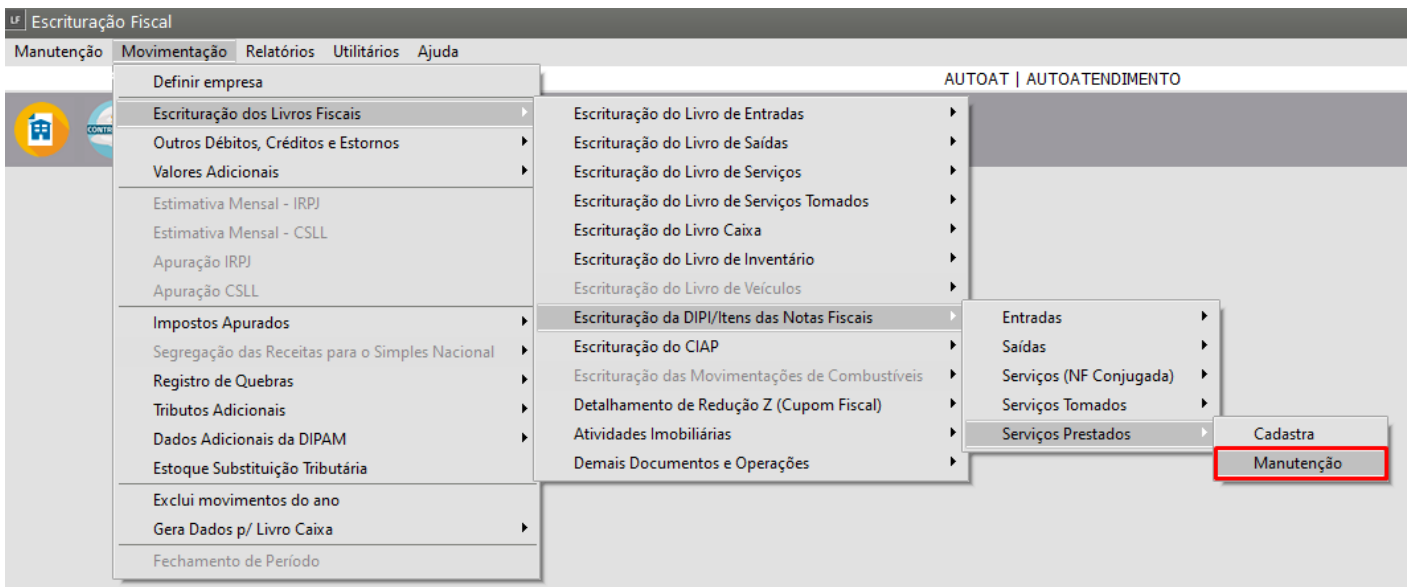 LF Escrituração Fiscal
Manutenção Movimentação Relatórios Utilitários Ajuda
AUTOAT | AUTOATENDIMENTO
Definir empresa
Escrituração dos Livros Fiscais
Outros Débitos, Créditos e Estornos
Valores Adicionais
Estimativa Mensal - IRPJ
Estimativa Mensal - CSLL
Apuração IRPJ
Apuração CSLL
Impostos Apurados
Segregação das Receitas para o Simples Nacional
Registro de Quebras
Tributos Adicionais
Dados Adicionais da DIPAM
Estoque Substituição Tributária
Exclui movimentos do ano
Gera Dados p/ Livro Caixa
Fechamento de Período
Escrituração do Livro de Entradas
Escrituração do Livro de Saídas
Escrituração do Livro de Serviços
Escrituração do Livro de Serviços Tomados
Escrituração do Livro Caixa
Escrituração do Livro de Inventário
Escrituração do Livro de Veículos
Escrituração da DIPI/Itens das Notas Fiscais
Escrituração do CIAP
Escrituração das Movimentações de Combustíveis
Detalhamento de Redução Z (Cupom Fiscal)
Atividades Imobiliárias
Demais Documentos e Operações
Entradas
Saídas
Serviços (NF Conjugada)
Serviços Tomados
Serviços Prestados
Cadastra
Manutenção